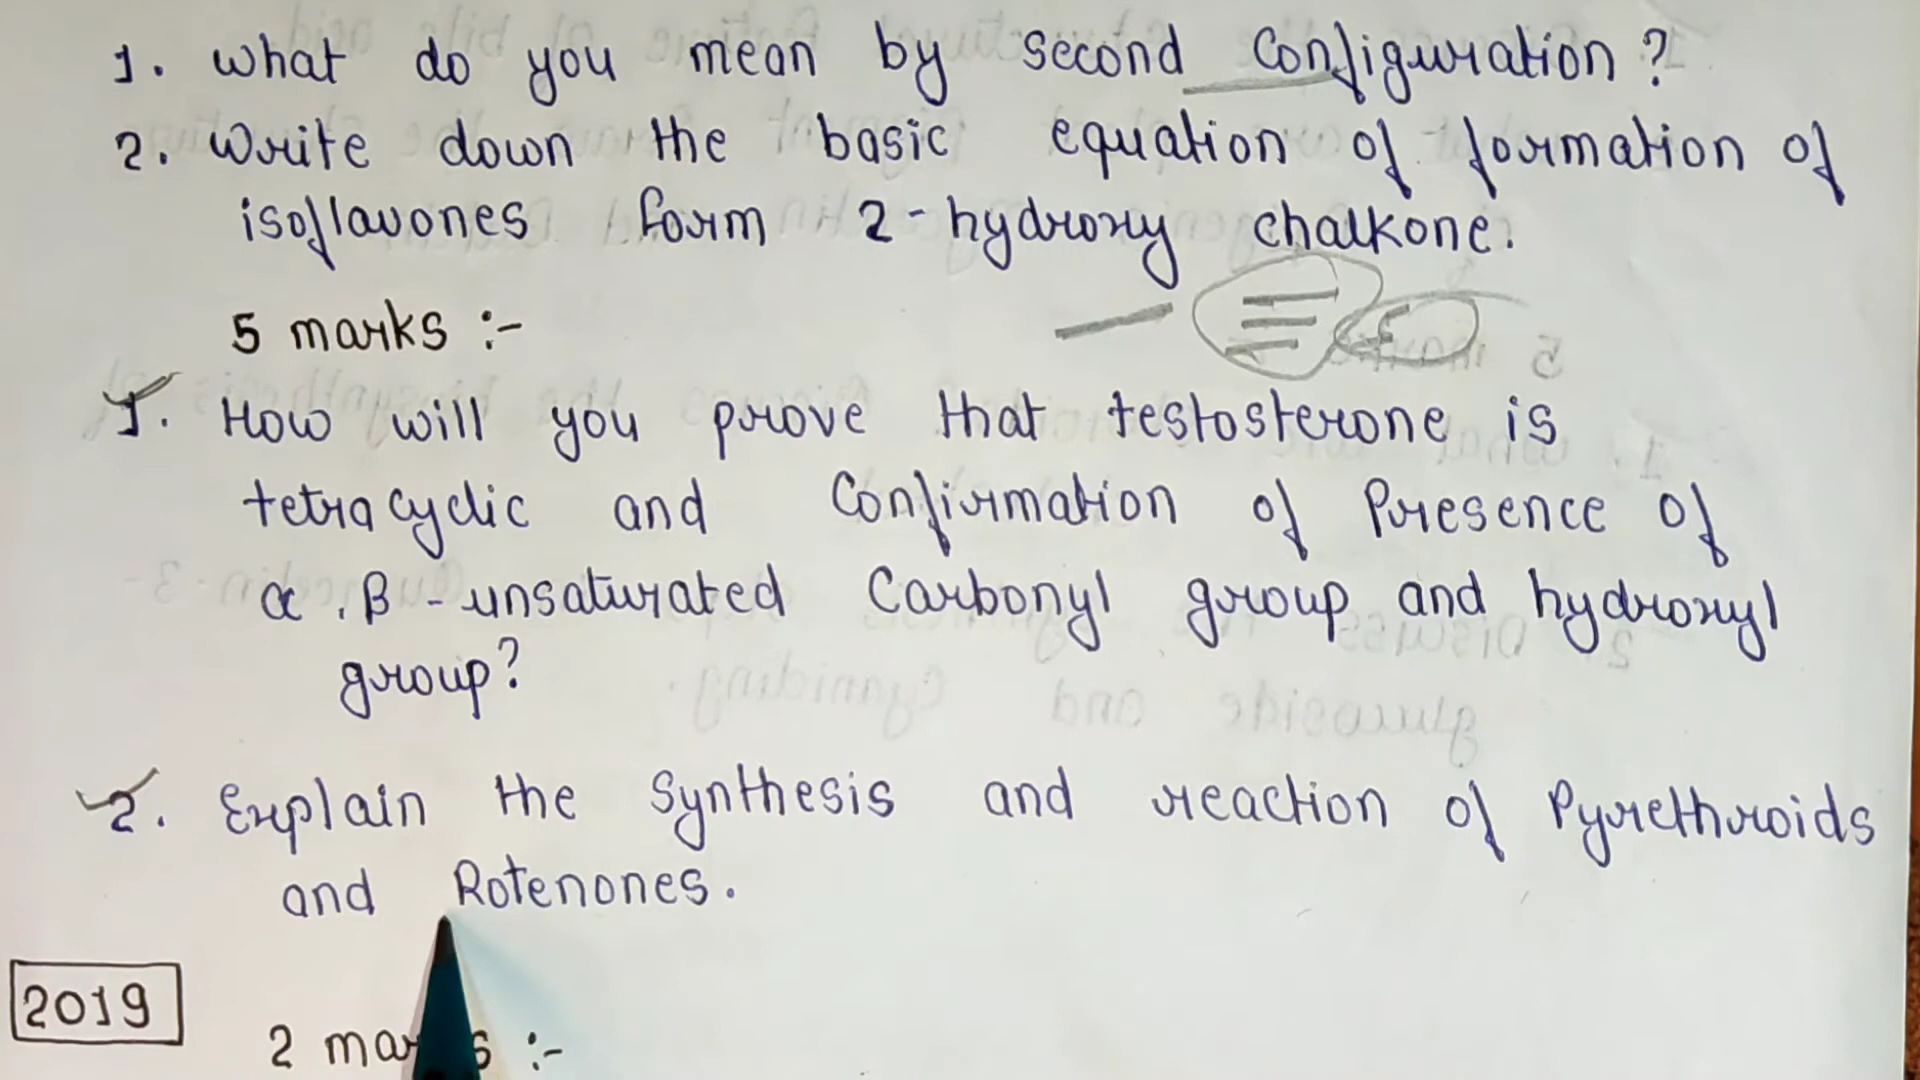 1. What do you mean by second configuration?
2. Write down the basic equation of formation of
isoflavones form 2-hydroxy chalkone.
5 marks :-
1. How will you prove that testosterone is
tetracyclic and Confirmation of Presence of
α, β-unsaturated Carbonyl group and hydroxyl
group?
2. Explain the Synthesis and reaction of Pyrethroids
and Rotenones.
2019
2 marks :-